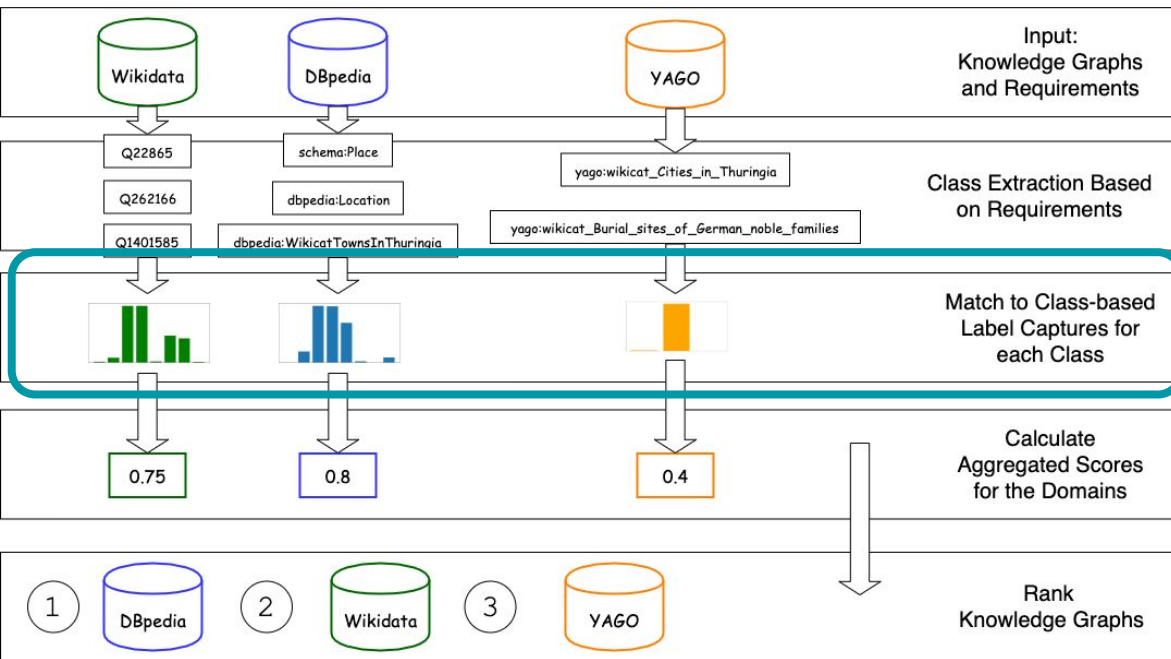 Wikidata
DBpedia
YAGO
Input:
Knowledge Graphs
and Requirements
Q22865
schema:Place
yago:wikicat_Cities_in_Thuringia
Q262166
dbpedia:Location
Class Extraction Based
on Requirements
Q1401585
dbpedia:WikicatTownsInThuringia
yago:wikicat_Burial_sites_of_German_noble_families
Match to Class-based
Label Captures for
each Class
0.75
0.8
0.4
Calculate
Aggregated Scores
for the Domains
1
DBpedia
2
Wikidata
3
YAGO
Rank
Knowledge Graphs